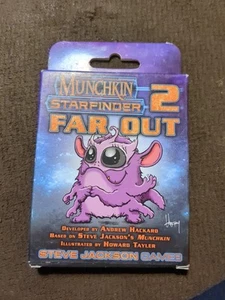 MUNCHKIN
STARFINDER 2
FAR OUT
DEVELOPED BY ANDREW HACKARD
BASED ON STEVE JACKSON'S MUNCHKIN
ILLUSTRATED BY HOWARD TAYLER
STEVE JACKSON GAMES